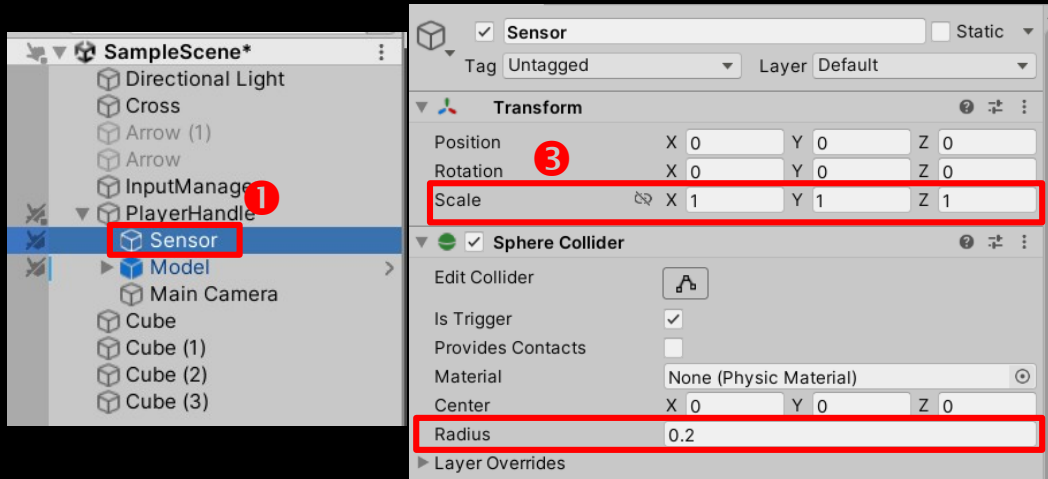 SampleScene*
Directional Light
Cross
Arrow (1)
Arrow
InputManage
1
PlayerHandle
Sensor
Model
Main Camera
Cube
Cube (1)
Cube (2)
Cube (3)
Sensor
Static
Tag Untagged Layer Default
Transform
Position X 0 Y 0 Z 0
3
Rotation X 0 Y 0 Z 0
Scale X 1 Y 1 Z 1
Sphere Collider
Edit Collider
Is Trigger
Provides Contacts
Material None (Physic Material)
Center X 0 Y 0 Z 0
Radius 0.2
Layer Overrides